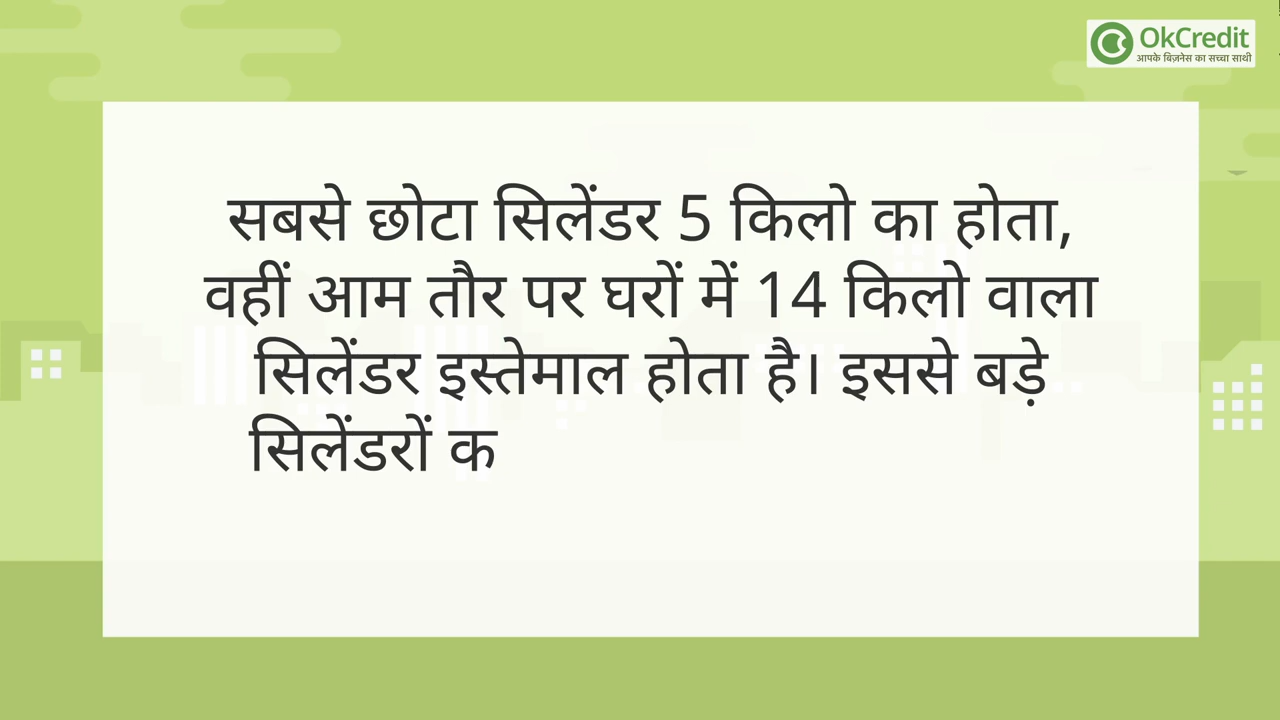 OkCredit
आपके बिज़नेस का सच्चा साथी
सबसे छोटा सिलेंडर 5 किलो का होता,
वहीं आम तौर पर घरों में 14 किलो वाला
सिलेंडर इस्तेमाल होता है। इससे बड़े
सिलेंडरों क